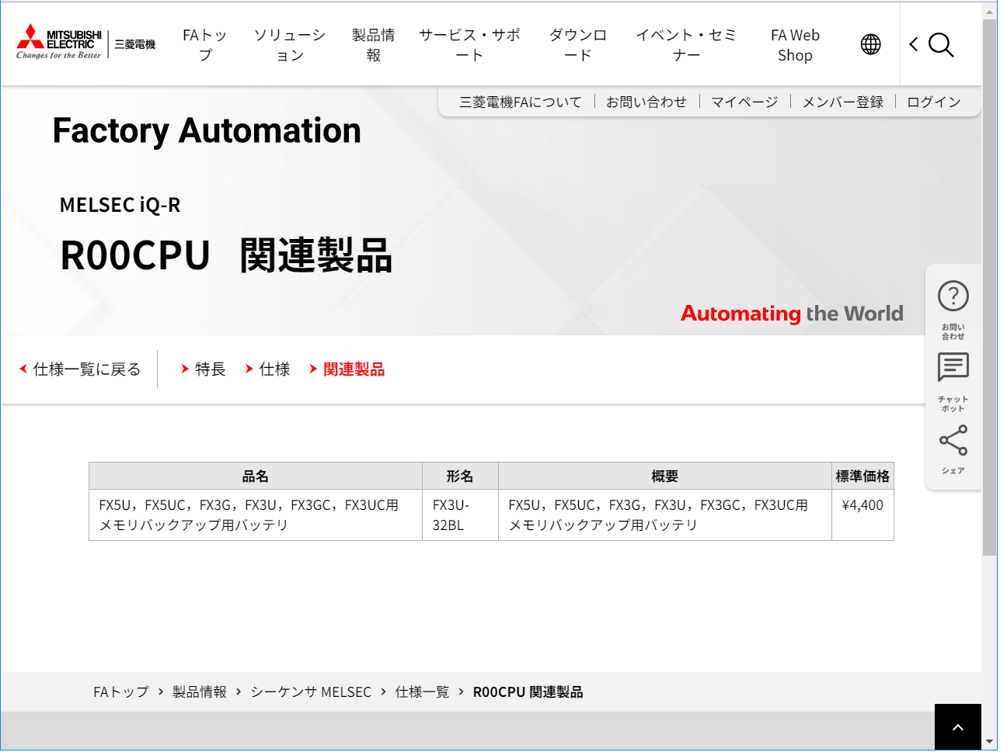 MITSUBISHI
ELECTRIC
Changes for the Better
三菱電機
FAトッ
プ
ソリューシ
ョン
製品情
報
サービス・サポ
ート
ダウンロ
ード
イベント・セミ
ナー
FA Web
Shop
三菱電機FAについて
お問い合わせ
マイページ
メンバー登録
ログイン
Factory Automation
MELSEC iQ-R
R00CPU 関連製品
Automating the World
お問い
合わせ
チャット
ボット
シェア
仕様一覧に戻る
特長
仕様
関連製品
品名 形名 概要 標準価格
FX5U，FX5UC，FX3G，FX3U，FX3GC，FX3UC用
メモリバックアップ用バッテリ
FX3U-
32BL
FX5U，FX5UC，FX3G，FX3U，FX3GC，FX3UC用
メモリバックアップ用バッテリ
¥4,400
FAトップ 製品情報 シーケンサ MELSEC 仕様一覧 R00CPU 関連製品